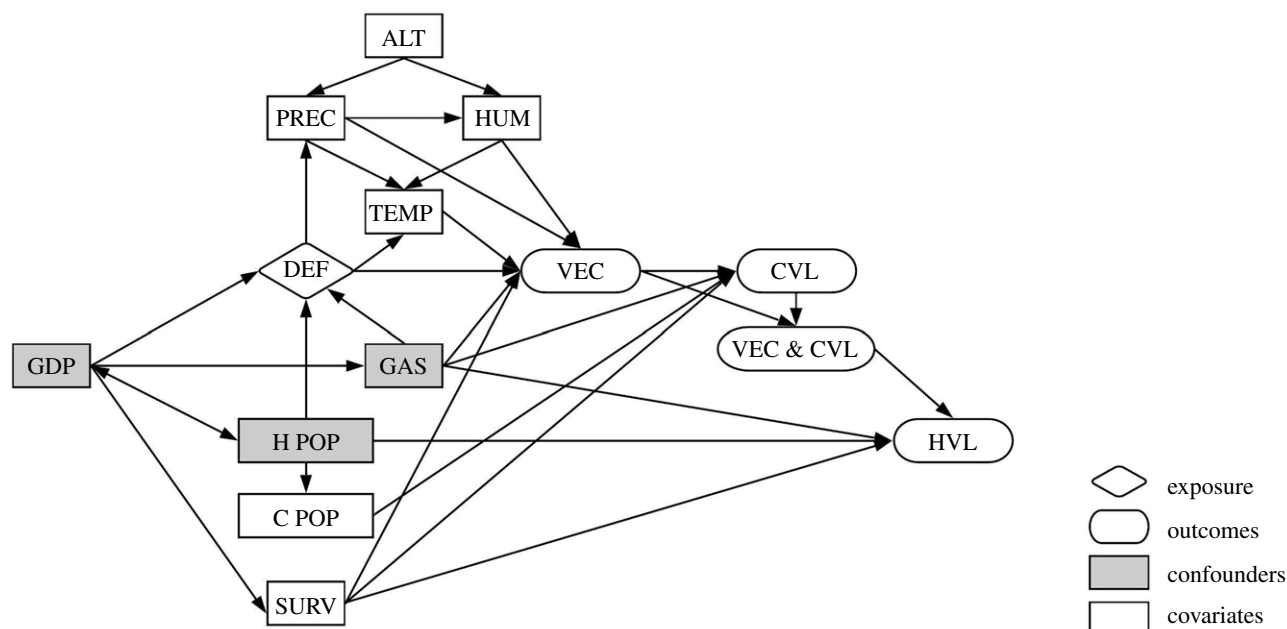 ALT
PREC
HUM
TEMP
DEF
VEC
CVL
VEC & CVL
GDP
GAS
H POP
HVL
C POP
SURV
exposure
outcomes
confounders
covariates